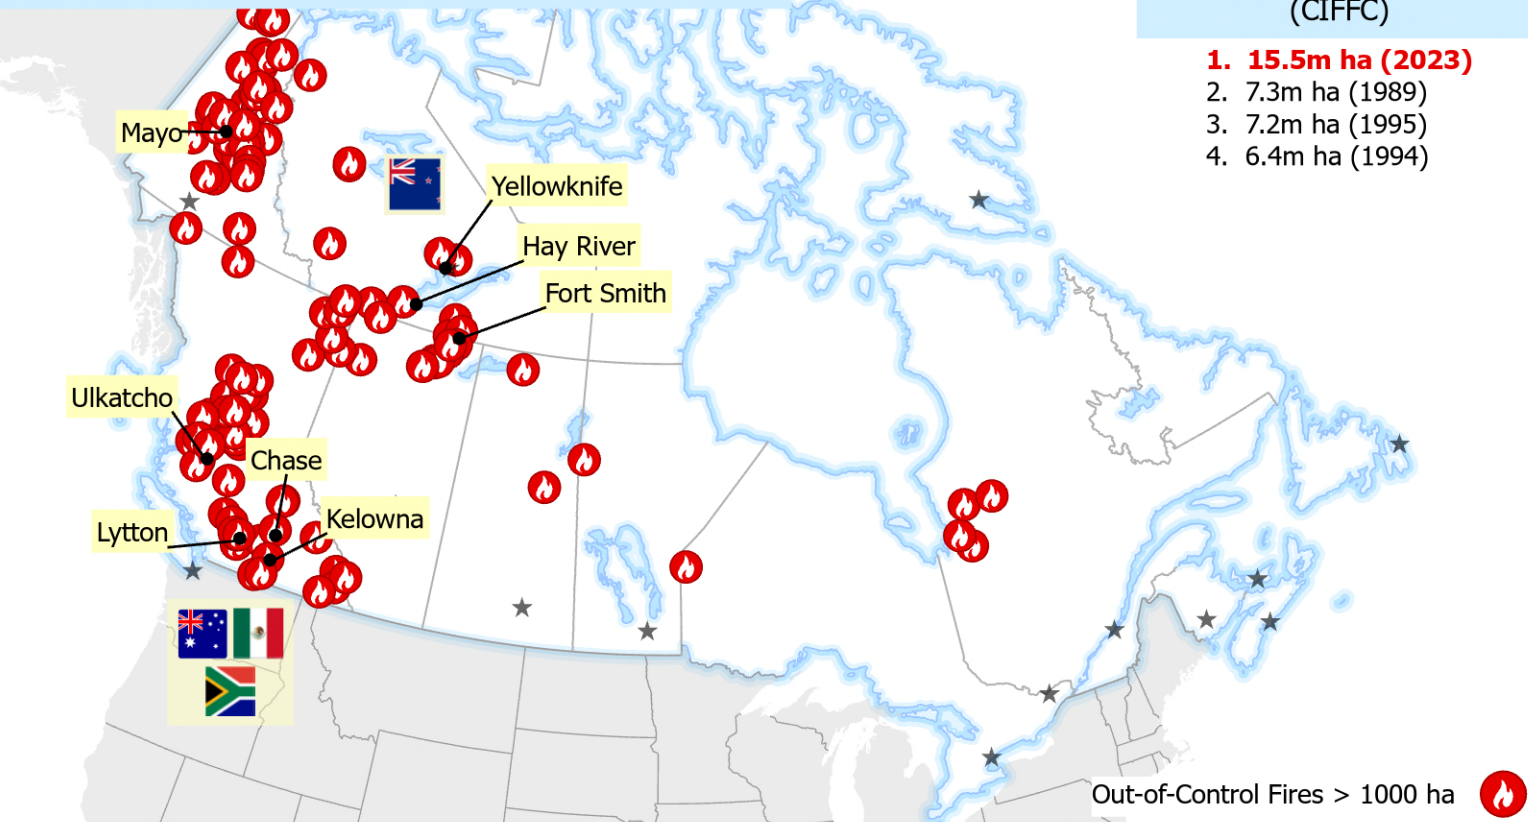 (CIFFC)
1. 15.5m ha (2023)
2. 7.3m ha (1989)
3. 7.2m ha (1995)
4. 6.4m ha (1994)
Mayo
Yellowknife
Hay River
Fort Smith
Ulkatcho
Chase
Kelowna
Lytton
Out-of-Control Fires > 1000 ha